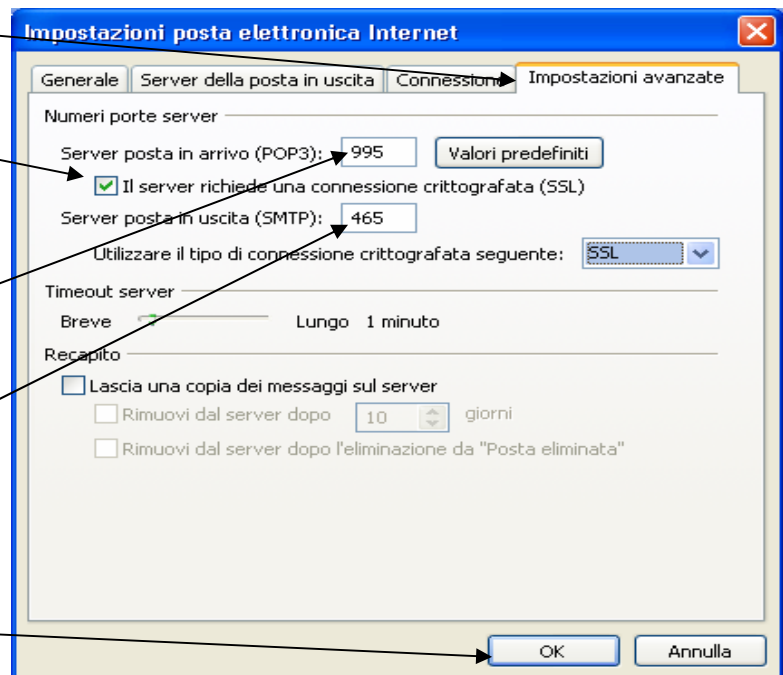 Impostazioni posta elettronica Internet
Generale Server della posta in uscita Connessione Impostazioni avanzate
Numeri porte server
Server posta in arrivo (POP3): 995 Valori predefiniti
Il server richiede una connessione crittografata (SSL)
Server posta in uscita (SMTP): 465
Utilizzare il tipo di connessione crittografata seguente: SSL
Timeout server
Breve Lungo 1 minuto
Recapito
Lascia una copia dei messaggi sul server
Rimuovi dal server dopo 10 giorni
Rimuovi dal server dopo l'eliminazione da "Posta eliminata"
OK Annulla